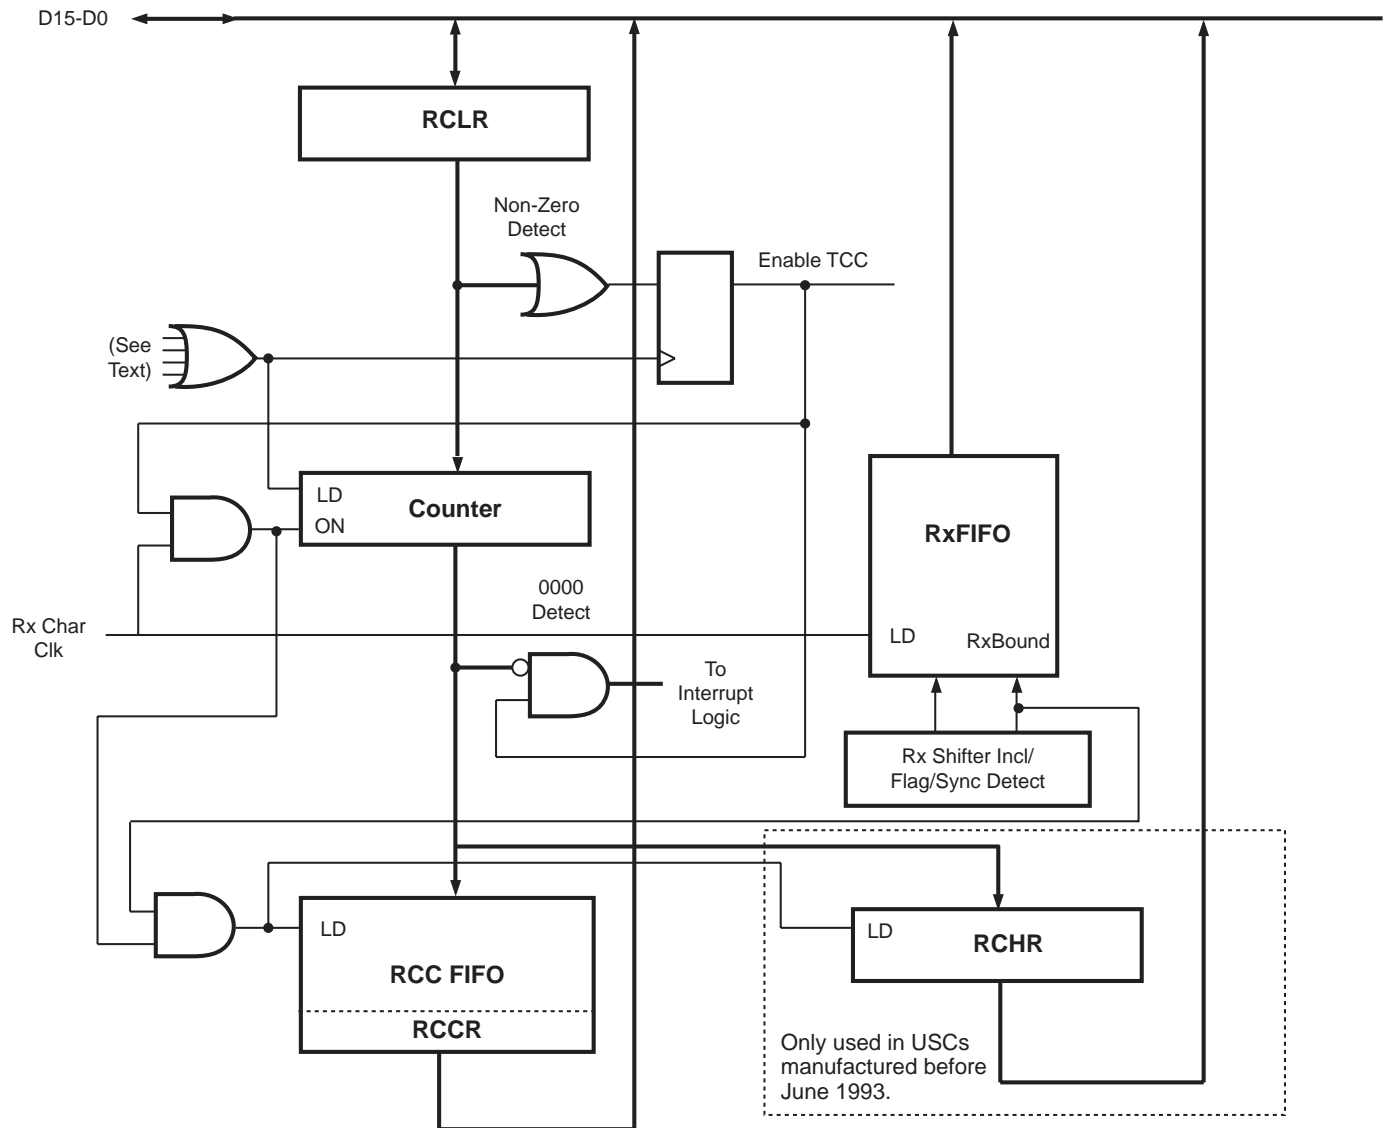 D15-D0
RCLR
Non-Zero
Detect
Enable TCC
(See
Text)
LD
ON
Counter
RxFIFO
LD
RxBound
0000
Detect
Rx Char
Clk
To
Interrupt
Logic
Rx Shifter Incl/
Flag/Sync Detect
LD
RCC FIFO
RCCR
LD
RCHR
Only used in USCs
manufactured before
June 1993.